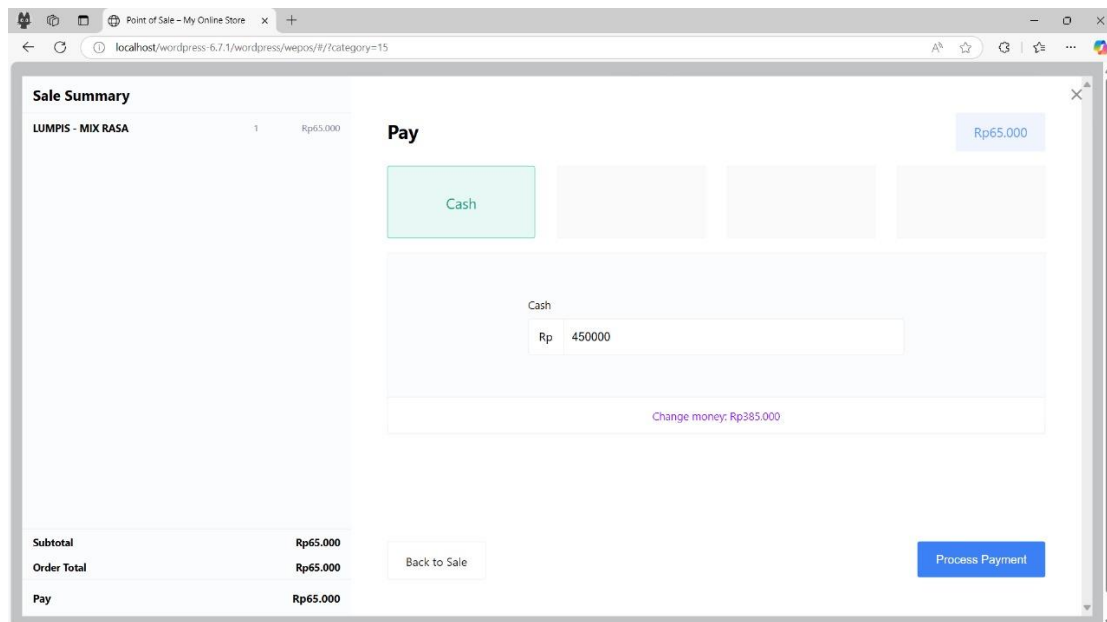 Point of Sale – My Online Store
localhost/wordpress-6.7.1/wordpress/wepos/#/?category=15
Sale Summary
LUMPIS - MIX RASA 1 Rp65.000
Pay Rp65.000
Cash
Cash
Rp 450000
Change money: Rp385.000
Subtotal Rp65.000
Order Total Rp65.000
Pay Rp65.000
Back to Sale
Process Payment